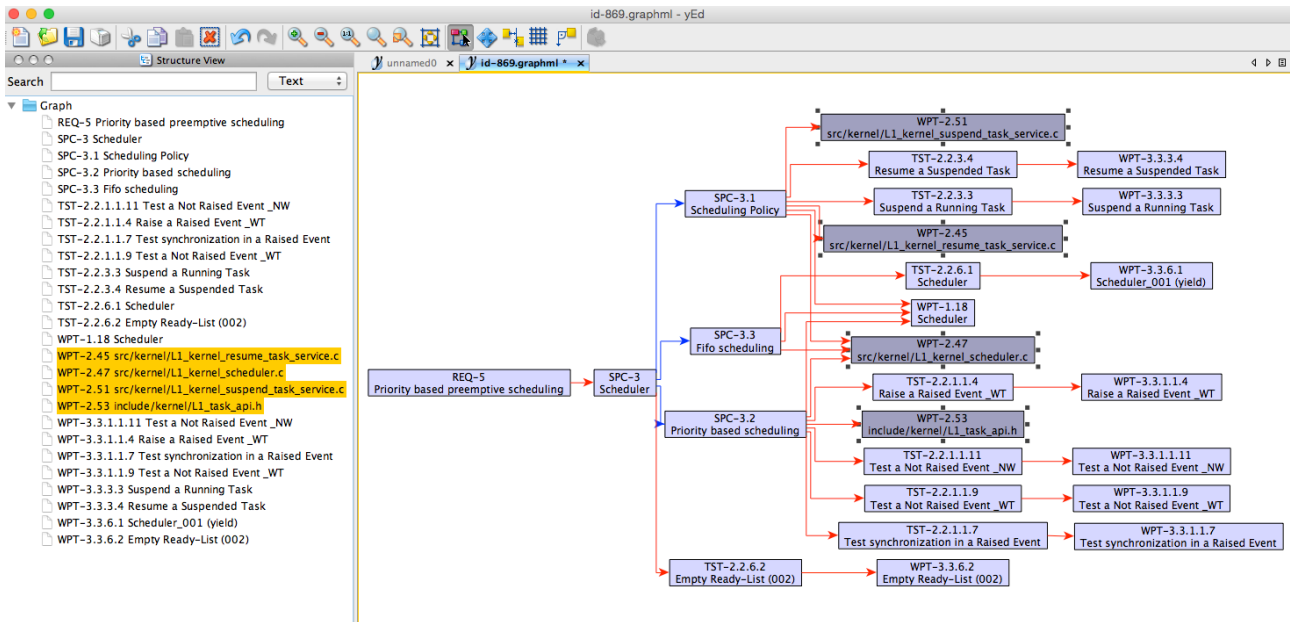 id-869.graphml - yEd
1:1
Structure View
unnamed0
id-869.graphml *
Search
Text
Graph
REQ-5 Priority based preemptive scheduling
SPC-3 Scheduler
SPC-3.1 Scheduling Policy
SPC-3.2 Priority based scheduling
SPC-3.3 Fifo scheduling
TST-2.2.1.1.11 Test a Not Raised Event _NW
TST-2.2.1.1.4 Raise a Raised Event _WT
TST-2.2.1.1.7 Test synchronization in a Raised Event
TST-2.2.1.1.9 Test a Not Raised Event _WT
TST-2.2.3.3 Suspend a Running Task
TST-2.2.3.4 Resume a Suspended Task
TST-2.2.6.1 Scheduler
TST-2.2.6.2 Empty Ready-List (002)
WPT-1.18 Scheduler
WPT-2.45 src/kernel/L1_kernel_resume_task_service.c
WPT-2.47 src/kernel/L1_kernel_scheduler.c
WPT-2.51 src/kernel/L1_kernel_suspend_task_service.c
WPT-2.53 include/kernel/L1_task_api.h
WPT-3.3.1.1.11 Test a Not Raised Event _NW
WPT-3.3.1.1.4 Raise a Raised Event _WT
WPT-3.3.1.1.7 Test synchronization in a Raised Event
WPT-3.3.1.1.9 Test a Not Raised Event _WT
WPT-3.3.3.3 Suspend a Running Task
WPT-3.3.3.4 Resume a Suspended Task
WPT-3.3.6.1 Scheduler_001 (yield)
WPT-3.3.6.2 Empty Ready-List (002)
WPT-2.51
src/kernel/L1_kernel_suspend_task_service.c
TST-2.2.3.4
Resume a Suspended Task
WPT-3.3.3.4
Resume a Suspended Task
SPC-3.1
Scheduling Policy
TST-2.2.3.3
Suspend a Running Task
WPT-3.3.3.3
Suspend a Running Task
WPT-2.45
src/kernel/L1_kernel_resume_task_service.c
TST-2.2.6.1
Scheduler
WPT-3.3.6.1
Scheduler_001 (yield)
WPT-1.18
Scheduler
SPC-3.3
Fifo scheduling
WPT-2.47
src/kernel/L1_kernel_scheduler.c
REQ-5
Priority based preemptive scheduling
SPC-3
Scheduler
TST-2.2.1.1.4
Raise a Raised Event _WT
WPT-3.3.1.1.4
Raise a Raised Event _WT
SPC-3.2
Priority based scheduling
WPT-2.53
include/kernel/L1_task_api.h
TST-2.2.1.1.11
Test a Not Raised Event _NW
WPT-3.3.1.1.11
Test a Not Raised Event _NW
TST-2.2.1.1.9
Test a Not Raised Event _WT
WPT-3.3.1.1.9
Test a Not Raised Event _WT
TST-2.2.1.1.7
Test synchronization in a Raised Event
WPT-3.3.1.1.7
Test synchronization in a Raised Event
TST-2.2.6.2
Empty Ready-List (002)
WPT-3.3.6.2
Empty Ready-List (002)